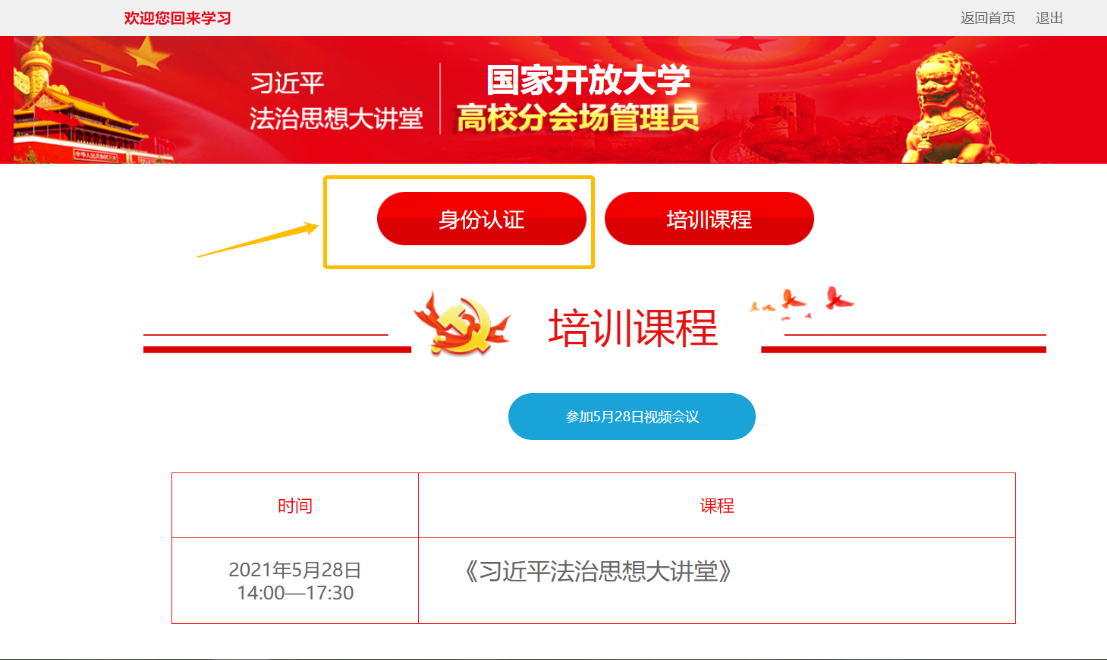 欢迎您回来学习
返回首页 退出
习近平
法治思想大讲堂
国家开放大学
高校分会场管理员
身份认证 培训课程
培训课程
参加5月28日视频会议
时间 课程
2021年5月28日
14:00—17:30
《习近平法治思想大讲堂》